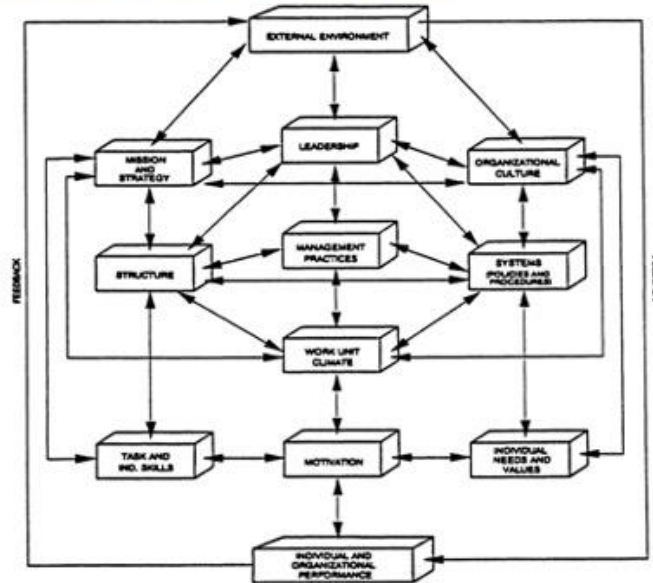 EXTERNAL ENVIRONMENT
LEADERSHIP
MISSION
AND
STRATEGY
ORGANIZATIONAL
CULTURE
MANAGEMENT
PRACTICES
STRUCTURE
SYSTEMS
(POLICIES AND
PROCEDURES)
FEEDBACK
WORK UNIT
CLIMATE
TASK AND
IND. SKILLS
MOTIVATION
INDIVIDUAL
NEEDS AND
VALUES
INDIVIDUAL AND
ORGANIZATIONAL
PERFORMANCE